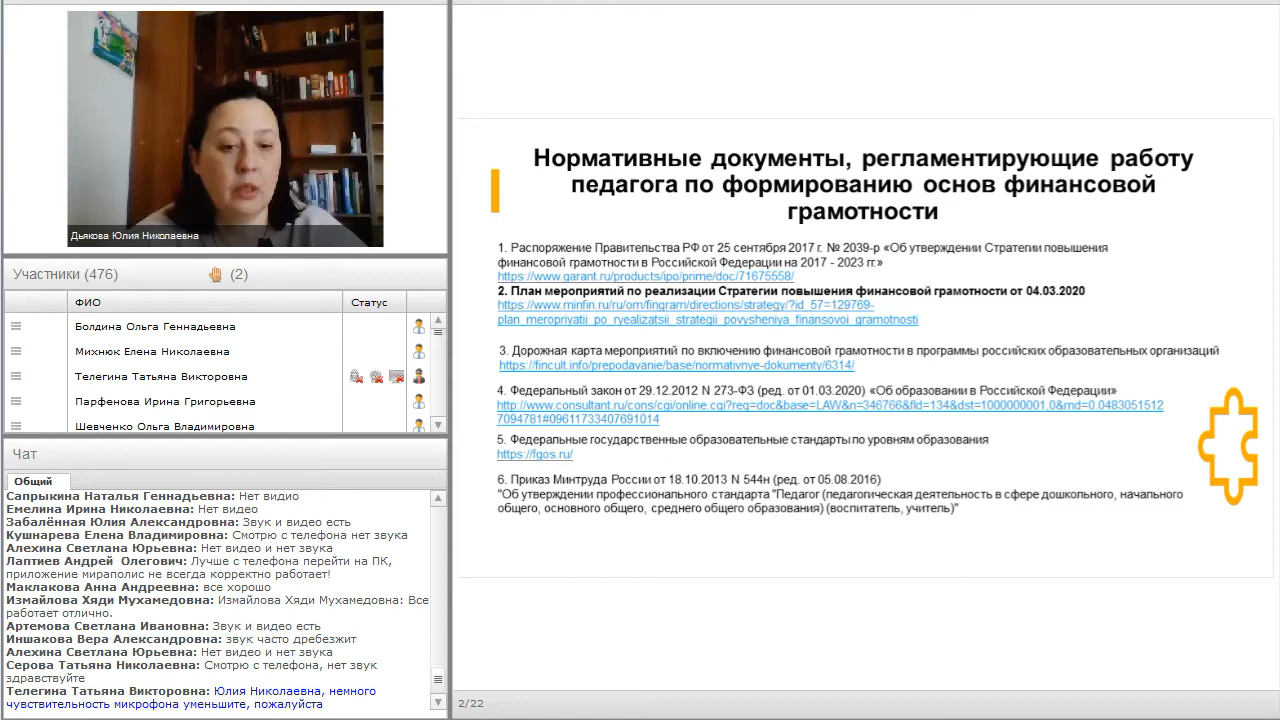 Дьякова Юлия Николаевна
Участники (476)
(2)
ФИО
Статус
Болдина Ольга Геннадьевна
Михнюк Елена Николаевна
Телегина Татьяна Викторовна
Парфенова Ирина Григорьевна
Шевченко Ольга Владимировна
Чат
Общий
Сапрыкина Наталья Геннадьевна: Нет видио
Емелина Ирина Николаевна: Нет видео
Забалённая Юлия Александровна: Звук и видео есть
Кушнарева Елена Владимировна: Смотрю с телефона нет звука
Алехина Светлана Юрьевна: Нет видео и нет звука
Лаптиев Андрей Олегович: Лучше с телефона перейти на ПК,
приложение мираполис не всегда корректно работает!
Маклакова Анна Андреевна: все хорошо
Измайлова Хяди Мухамедовна: Измайлова Хяди Мухамедовна: Все
работает отлично.
Артемова Светлана Ивановна: Звук и видео есть
Иншакова Вера Александровна: звук часто дребезжит
Алехина Светлана Юрьевна: Нет видео и нет звука
Серова Татьяна Николаевна: Смотрю с телефона, нет звук
здравствуйте
Телегина Татьяна Викторовна: Юлия Николаевна, немного
чувствительность микрофона уменьшите, пожалуйста
Нормативные документы, регламентирующие работу
педагога по формированию основ финансовой
грамотности
1. Распоряжение Правительства РФ от 25 сентября 2017 г. № 2039-р «Об утверждении Стратегии повышения
финансовой грамотности в Российской Федерации на 2017 - 2023 гг.»
https://www.garant.ru/products/ipo/prime/doc/71675558/
2. План мероприятий по реализации Стратегии повышения финансовой грамотности от 04.03.2020
https://www.minfin.ru/ru/om/fingram/directions/strategy/?id_57=129769-
plan_meropriyatii_po_ryealizatsii_strategii_povysheniya_finansovoi_gramotnosti
3. Дорожная карта мероприятий по включению финансовой грамотности в программы российских образовательных организаций
https://fincult.info/prepodavanie/base/normativnye-dokumenty/6314/
4. Федеральный закон от 29.12.2012 N 273-ФЗ (ред. от 01.03.2020) «Об образовании в Российской Федерации»
http://www.consultant.ru/cons/cgi/online.cgi?req=doc&base=LAW&n=346766&fld=134&dst=1000000001,0&rnd=0.0483051512
7094781#09611733407691014
5. Федеральные государственные образовательные стандарты по уровням образования
https://fgos.ru/
6. Приказ Минтруда России от 18.10.2013 N 544н (ред. от 05.08.2016)
"Об утверждении профессионального стандарта "Педагог (педагогическая деятельность в сфере дошкольного, начального
общего, основного общего, среднего общего образования) (воспитатель, учитель)"
2/22